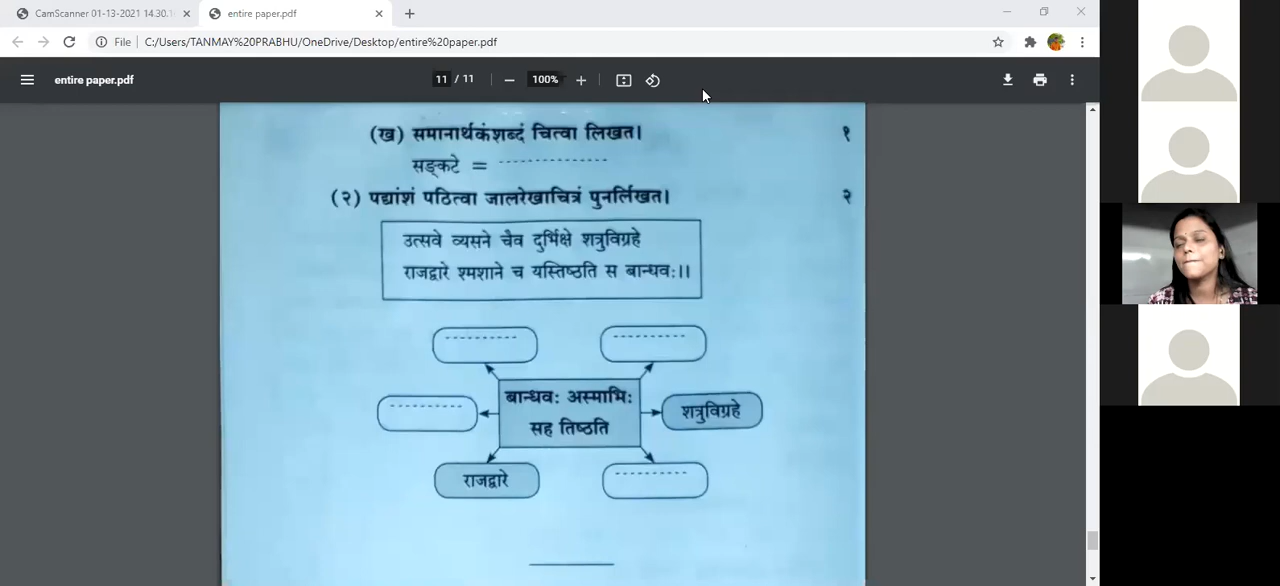 CamScanner 01-13-2021 14.30.1
entire paper.pdf
File C:/Users/TANMAY%20PRABHU/OneDrive/Desktop/entire%20paper.pdf
entire paper.pdf
11 / 11
100%
(ख) समानार्थकंशब्दं चित्वा लिखत। १
सङ्कटे = ------------
(२) पद्यांशं पठित्वा जालरेखाचित्रं पुनर्लिखत। २
उत्सवे व्यसने चैव दुर्भिक्षे शत्रुविग्रहे
राजद्वारे श्मशाने च यस्तिष्ठति स बान्धवः।।
बान्धवः अस्माभिः
सह तिष्ठति
शत्रुविग्रहे
राजद्वारे